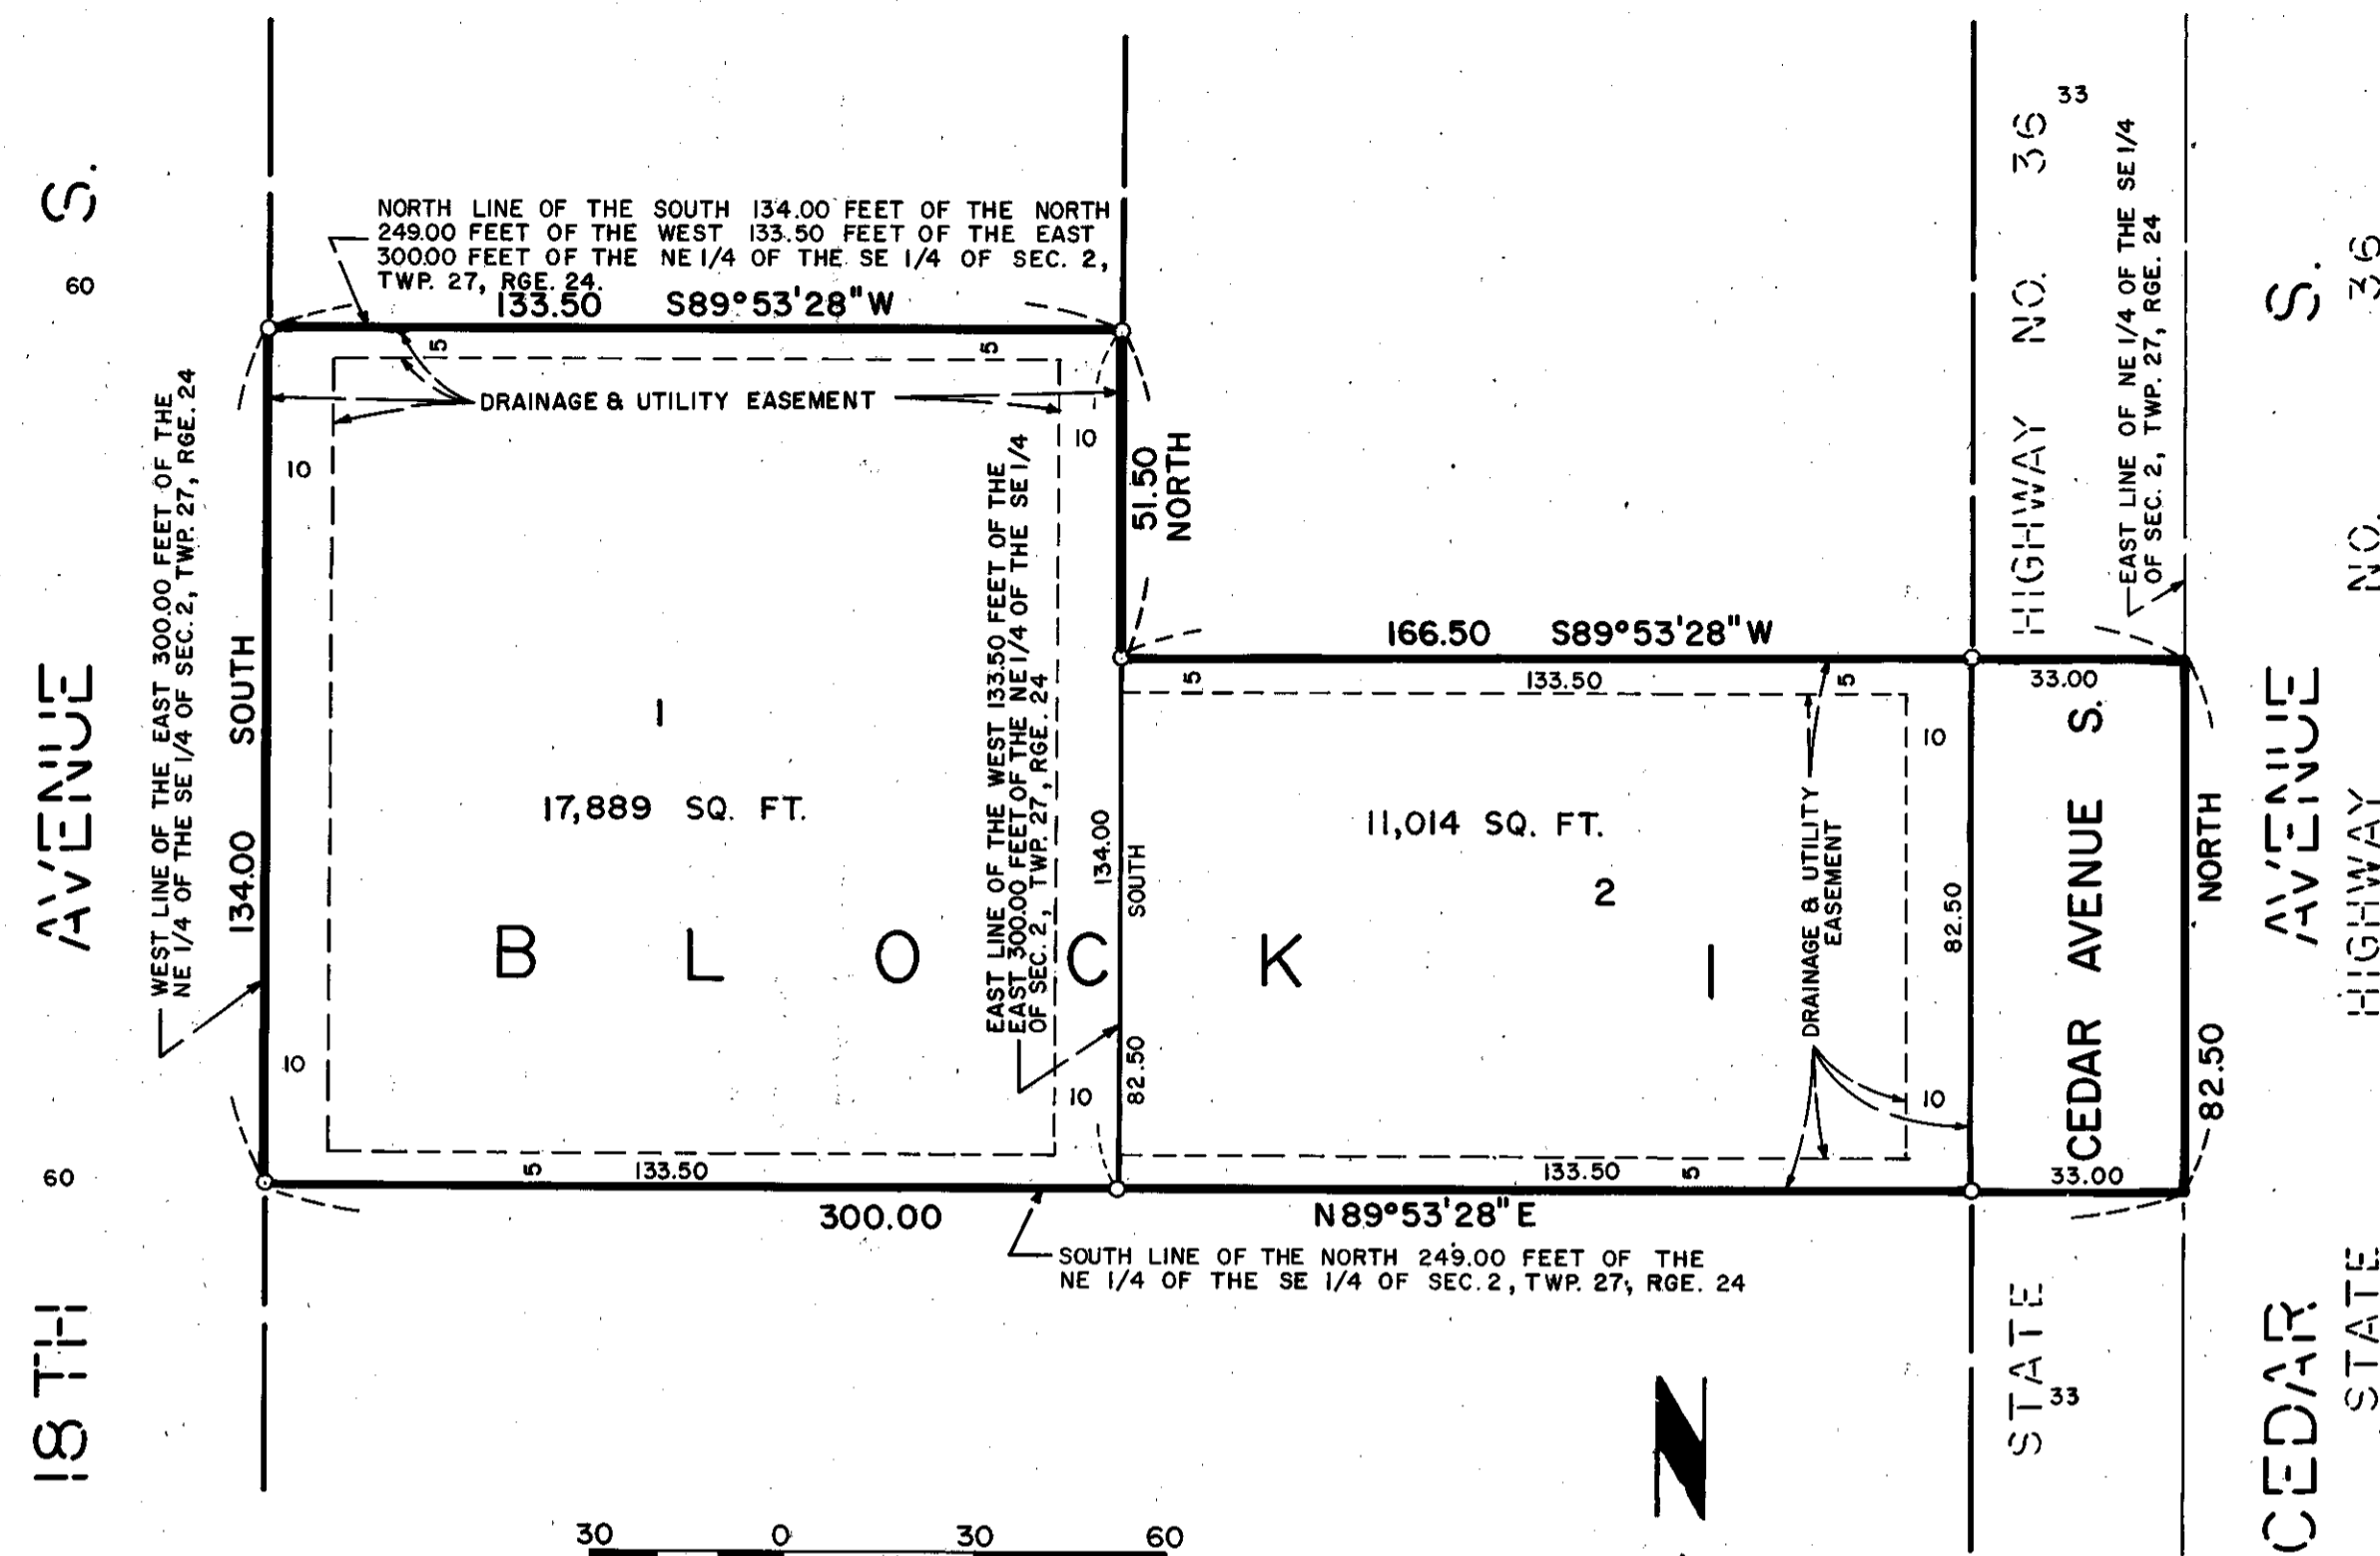 18 TH AVENUE S.
60
60
NORTH LINE OF THE SOUTH 134.00 FEET OF THE NORTH
249.00 FEET OF THE WEST 133.50 FEET OF THE EAST
300.00 FEET OF THE NE 1/4 OF THE SE 1/4 OF SEC. 2,
TWP. 27, RGE. 24.
133.50 S89°53'28"W
5
5
DRAINAGE & UTILITY EASEMENT
10
10
WEST LINE OF THE EAST 300.00 FEET OF THE
NE 1/4 OF THE SE 1/4 OF SEC. 2, TWP. 27, RGE. 24
134.00 SOUTH
51.50
NORTH
EAST LINE OF THE WEST 133.50 FEET OF THE
EAST 300.00 FEET OF THE NE 1/4 OF THE SE 1/4
OF SEC. 2, TWP. 27, RGE. 24
1
17,889 SQ. FT.
BLOCK 1
10
10
5
133.50
134.00
82.50 SOUTH
166.50 S89°53'28"W
5
133.50
5
33.00
10
11,014 SQ. FT.
2
DRAINAGE & UTILITY
EASEMENT
82.50
10
133.50
5
33.00
CEDAR AVENUE S.
82.50 NORTH
300.00 N89°53'28"E
SOUTH LINE OF THE NORTH 249.00 FEET OF THE
NE 1/4 OF THE SE 1/4 OF SEC. 2, TWP. 27, RGE. 24
STATE HIGHWAY NO. 36
33
33
EAST LINE OF NE 1/4 OF THE SE 1/4
OF SEC. 2, TWP. 27, RGE. 24
CEDAR AVENUE S.
STATE HIGHWAY NO. 36
N
30 0 30 60